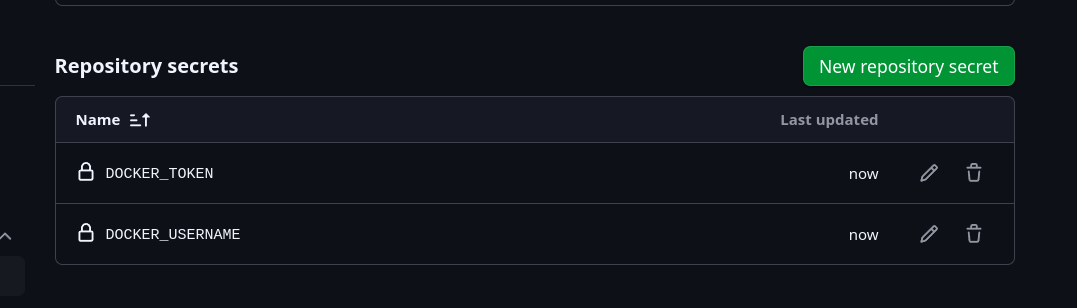 Repository secrets
New repository secret
Name
Last updated
DOCKER_TOKEN
now
DOCKER_USERNAME
now